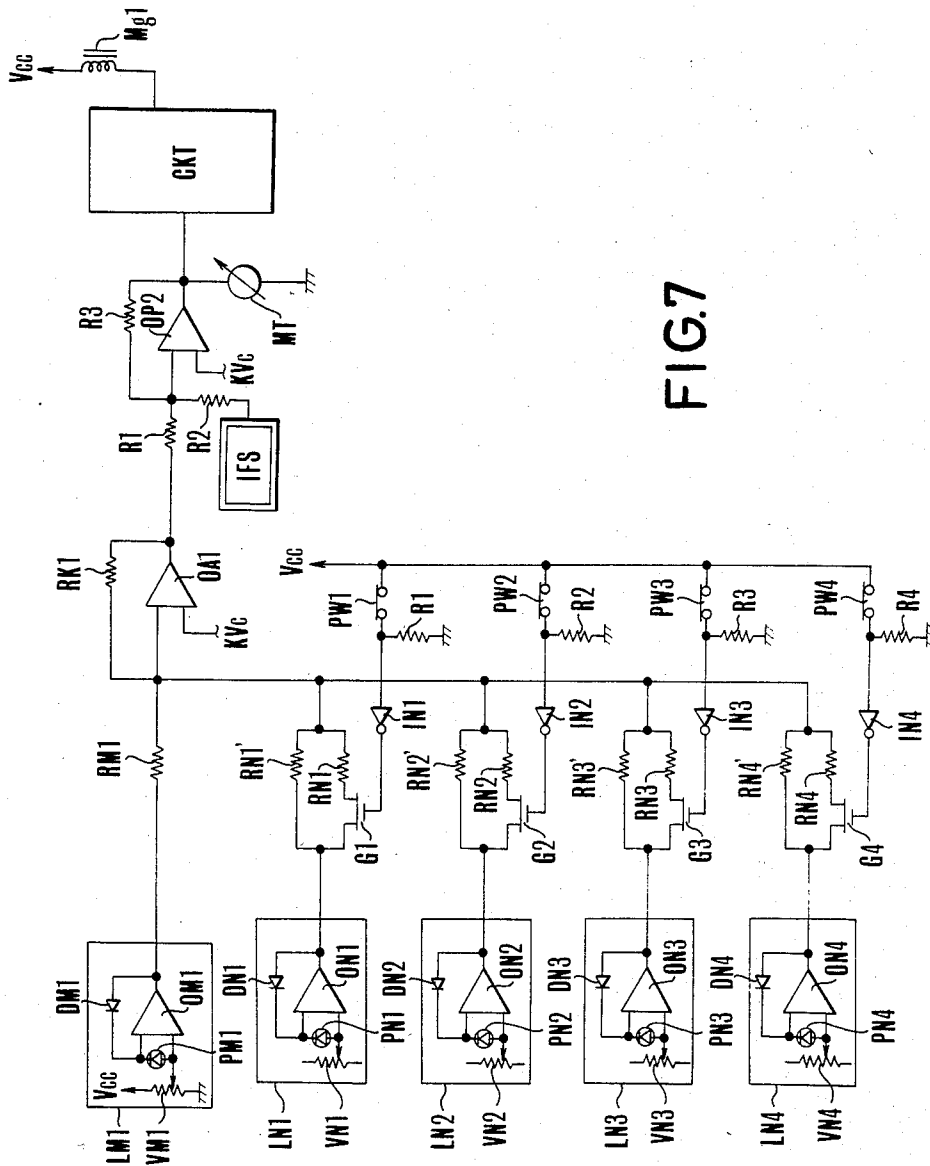 Mg1
Vcc
CKT
R3
OP2
MT
KVc
R1
R2
IFS
FIG.7
RK1
OA1
KVc
Vcc
RM1
PW1
R1
PW2
R2
PW3
R3
PW4
R4
RN1'
RN1
IN1
G1
RN2'
RN2
IN2
G2
RN3'
RN3
IN3
G3
RN4'
RN4
IN4
G4
DM1
OM1
Vcc
PM1
LM1
VM1
DN1
ON1
PN1
LN1
VN1
DN2
ON2
PN2
LN2
VN2
DN3
ON3
PN3
LN3
VN3
DN4
ON4
PN4
LN4
VN4